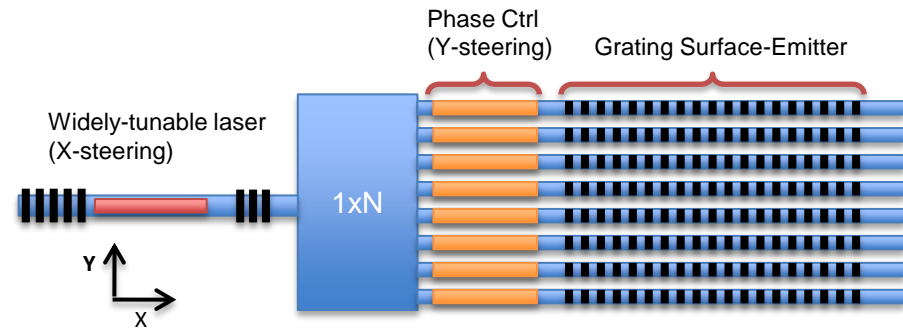 Phase Ctrl
(Y-steering)
Grating Surface-Emitter
Widely-tunable laser
(X-steering)
1xN
Y
X